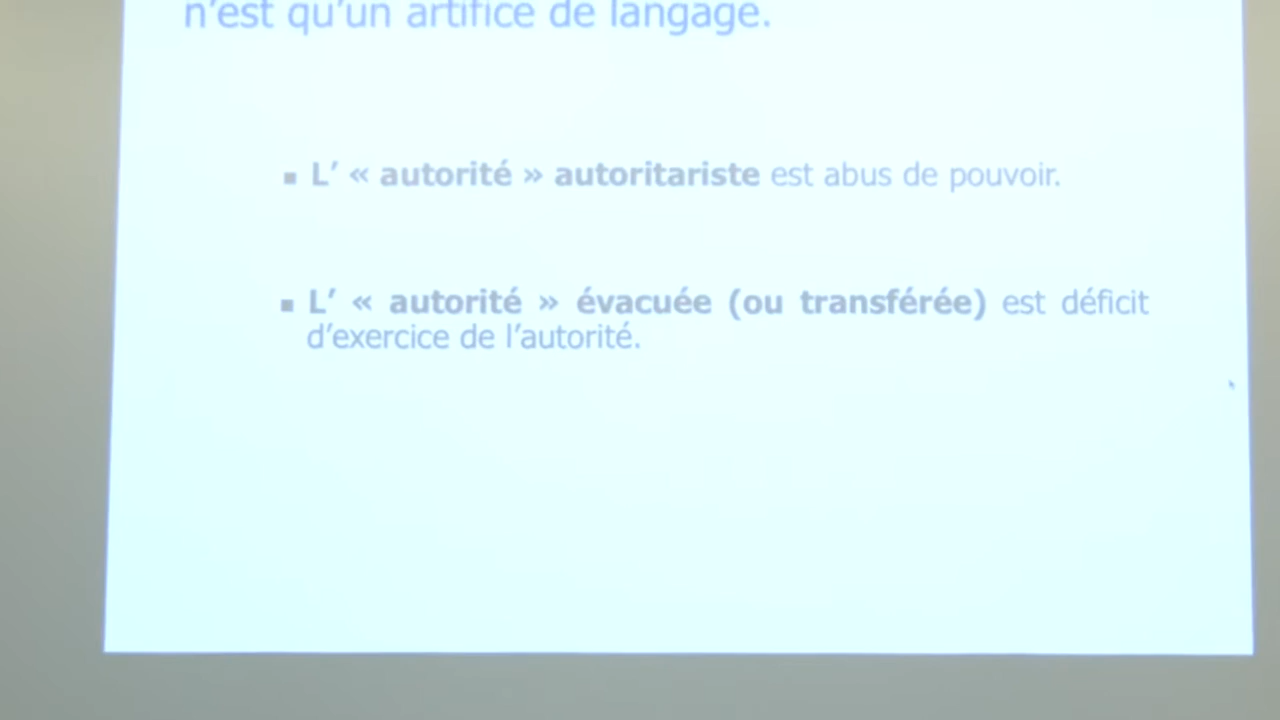 n'est qu'un artifice de langage.
▪ L' « autorité » autoritariste est abus de pouvoir.
▪ L' « autorité » évacuée (ou transférée) est déficit
d'exercice de l'autorité.